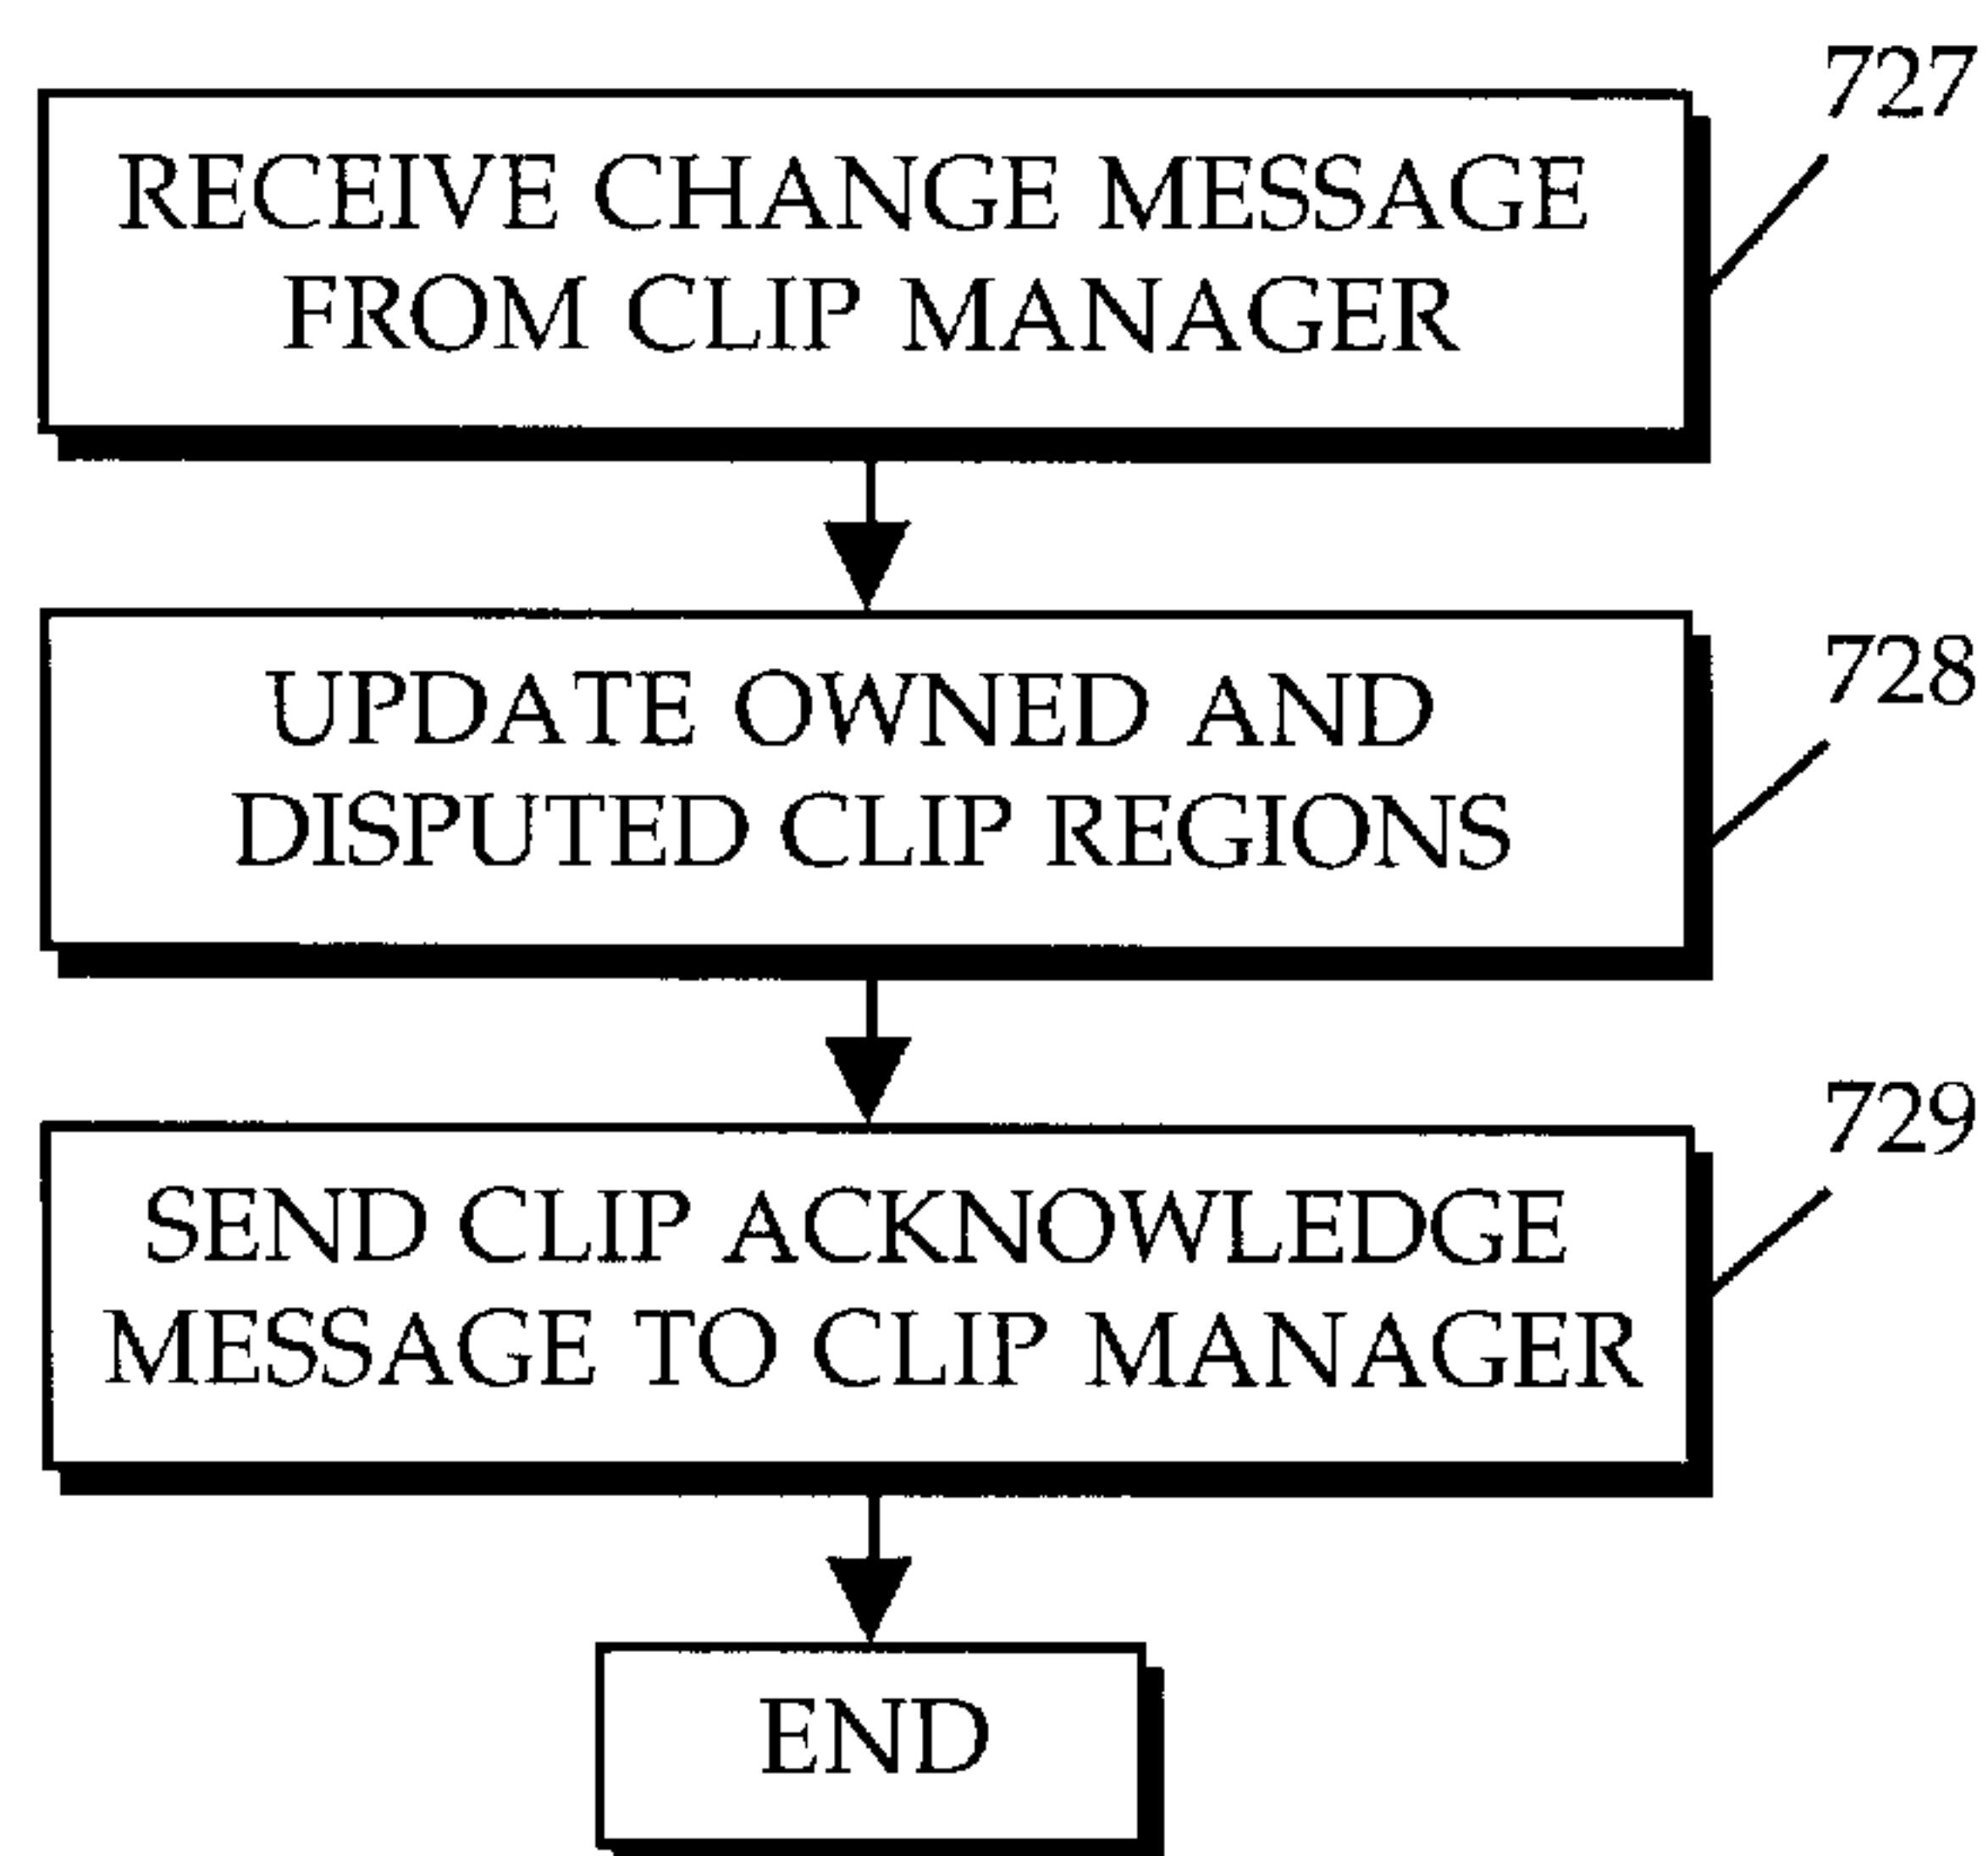 727
RECEIVE CHANGE MESSAGE
FROM CLIP MANAGER
728
UPDATE OWNED AND
DISPUTED CLIP REGIONS
729
SEND CLIP ACKNOWLEDGE
MESSAGE TO CLIP MANAGER
END